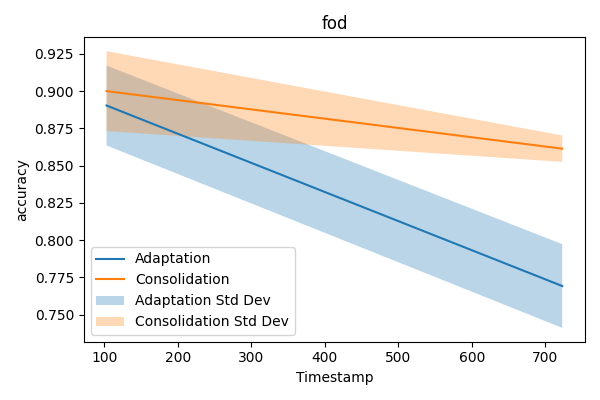 fod
0.925
0.900
0.875
0.850
0.825
0.800
0.775
0.750
accuracy
Adaptation
Consolidation
Adaptation Std Dev
Consolidation Std Dev
100 200 300 400 500 600 700
Timestamp